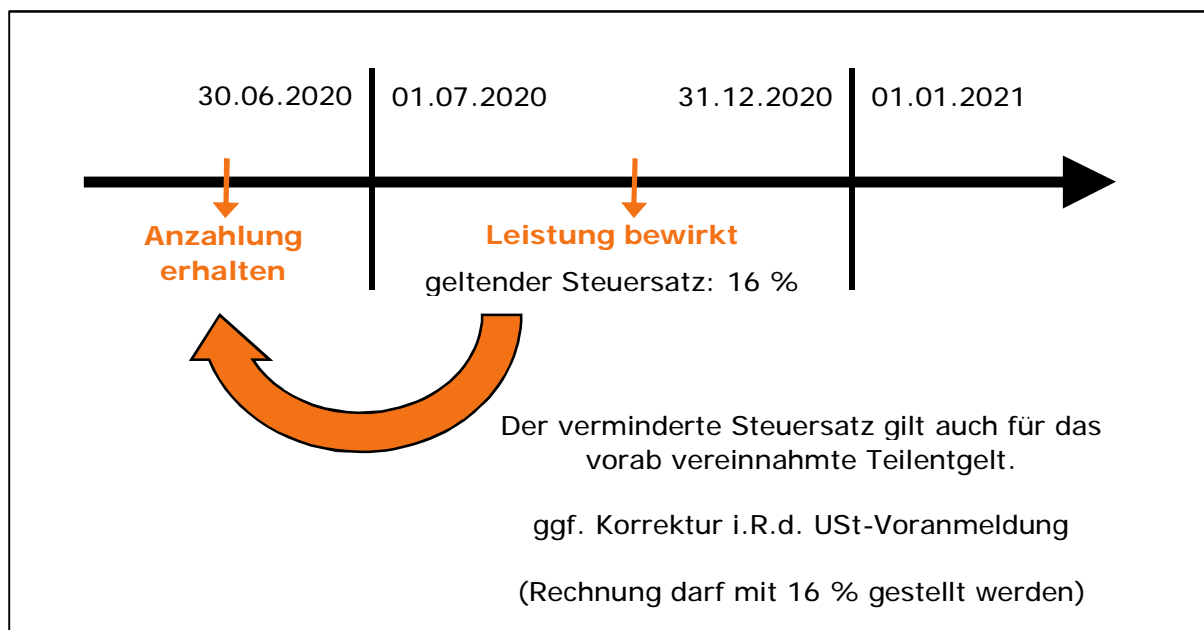 30.06.2020 01.07.2020 31.12.2020 01.01.2021
Anzahlung
erhalten
Leistung bewirkt
geltender Steuersatz: 16 %
Der verminderte Steuersatz gilt auch für das
vorab vereinnahmte Teilentgelt.
ggf. Korrektur i.R.d. USt-Voranmeldung
(Rechnung darf mit 16 % gestellt werden)